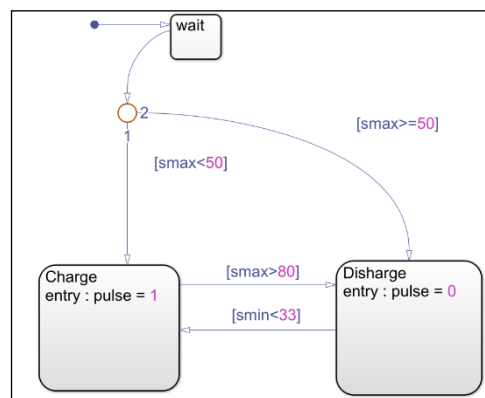 wait
2
1
[smax>=50]
[smax<50]
Charge
entry : pulse = 1
[smax>80]
Disharge
entry : pulse = 0
[smin<33]